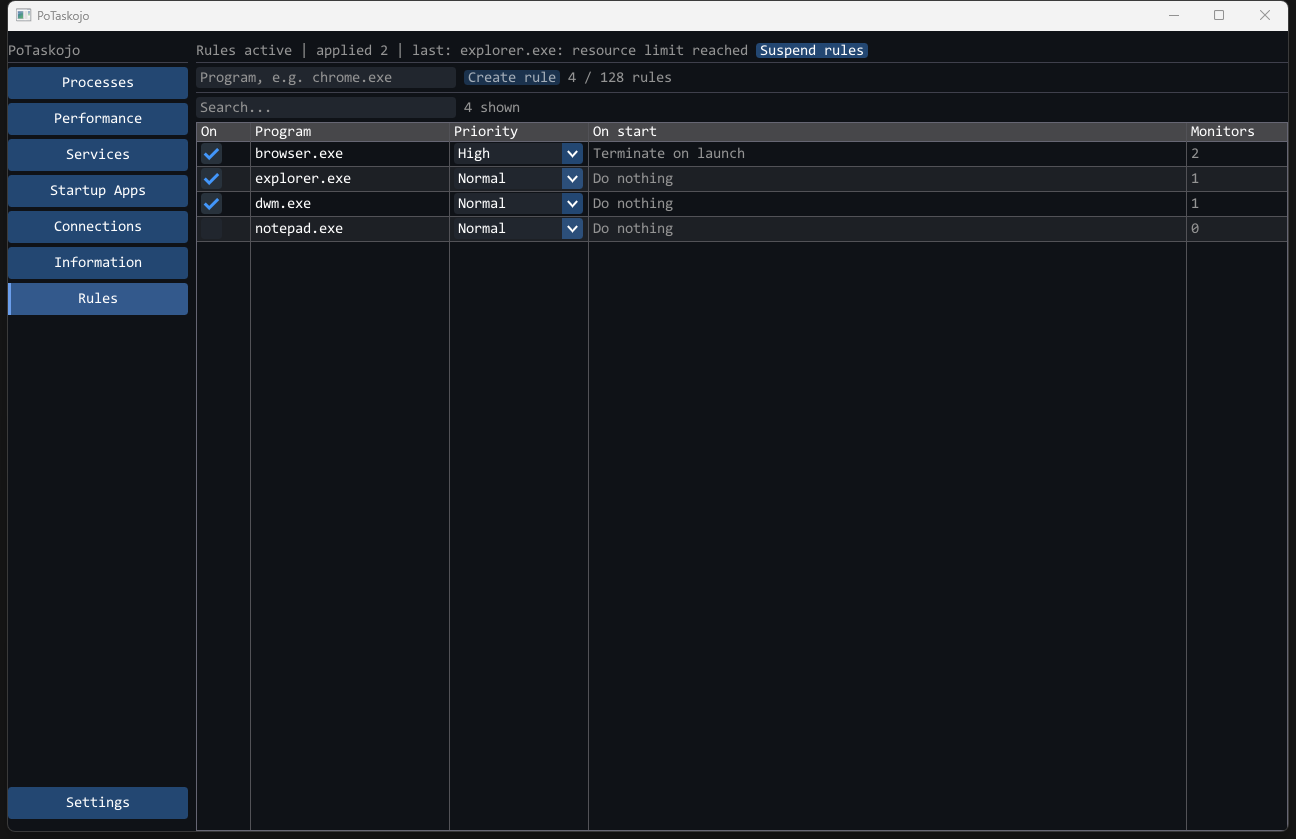 PoTaskojo
PoTaskojo
Processes
Performance
Services
Startup Apps
Connections
Information
Rules
Settings
Rules active | applied 2 | last: explorer.exe: resource limit reached Suspend rules
Program, e.g. chrome.exe Create rule 4 / 128 rules
Search... 4 shown
On Program Priority On start Monitors
browser.exe High Terminate on launch 2
explorer.exe Normal Do nothing 1
dwm.exe Normal Do nothing 1
notepad.exe Normal Do nothing 0